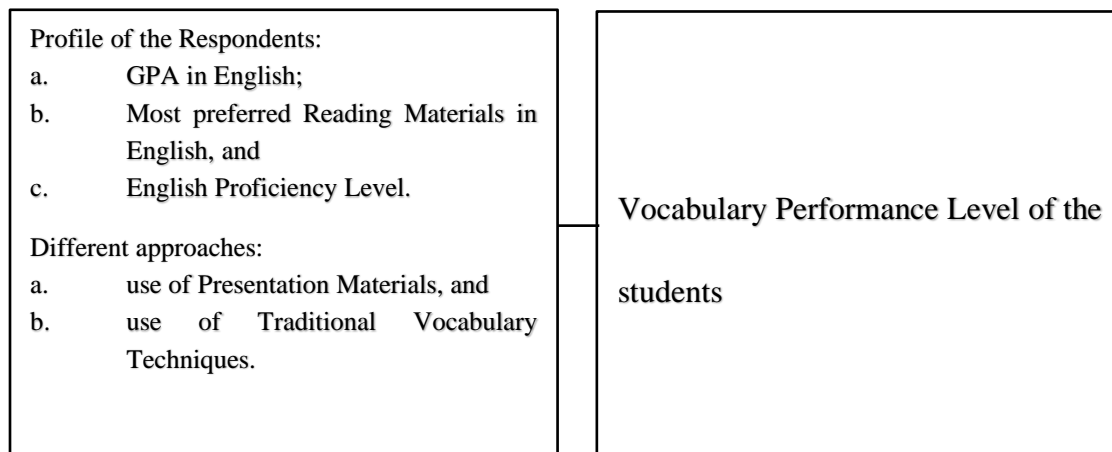 Profile of the Respondents:
a. GPA in English;
b. Most preferred Reading Materials in
English, and
c. English Proficiency Level.
Different approaches:
a. use of Presentation Materials, and
b. use of Traditional Vocabulary
Techniques.
Vocabulary Performance Level of the
students